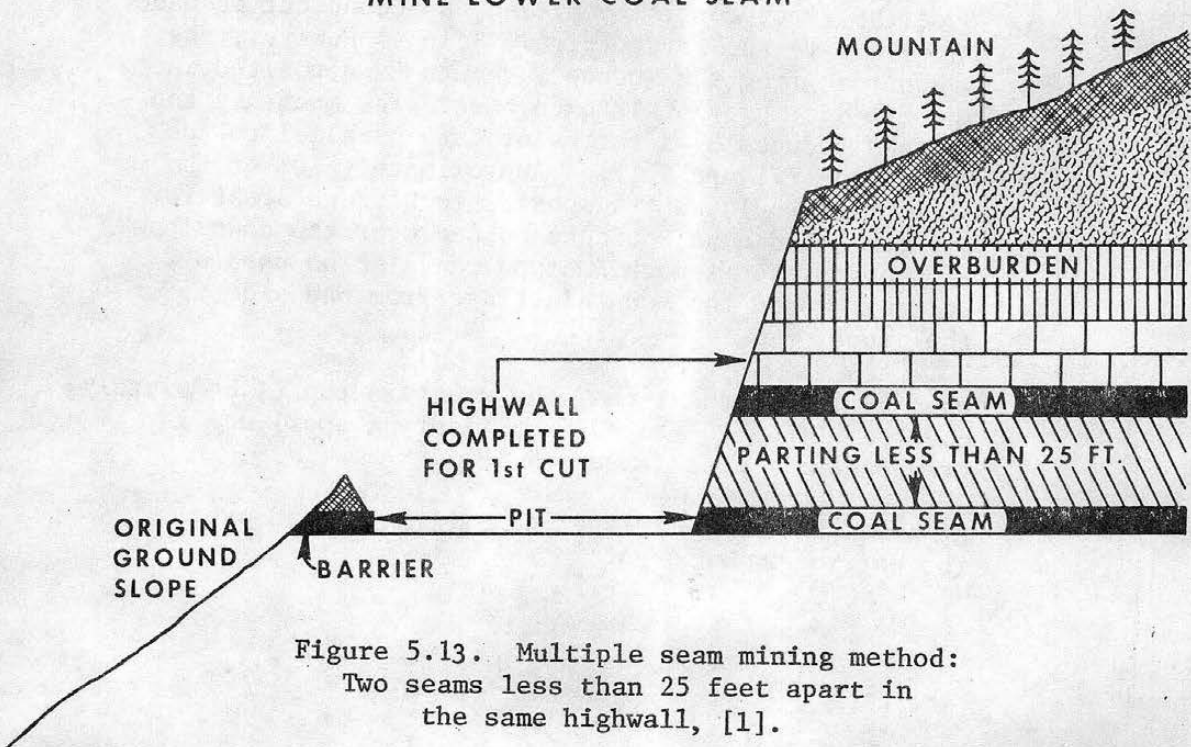 MINE LOWER COAL SEAM
MOUNTAIN
OVERBURDEN
HIGHWALL
COMPLETED
FOR 1st CUT
COAL SEAM
PARTING LESS THAN 25 FT.
PIT
COAL SEAM
ORIGINAL
GROUND
SLOPE
BARRIER
Figure 5.13. Multiple seam mining method:
Two seams less than 25 feet apart in
the same highwall, [1].